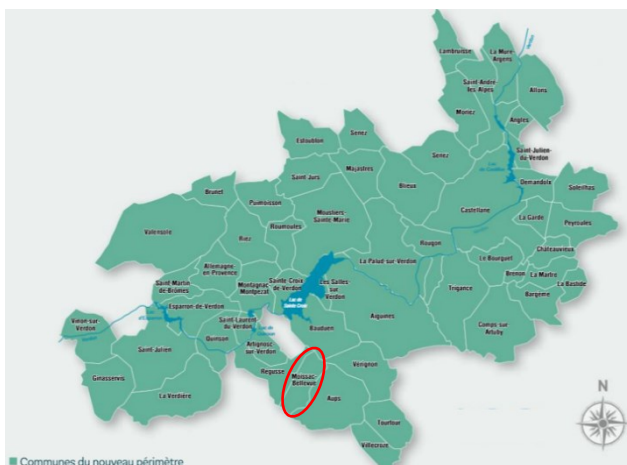 Lambruisse
La Mure-
Argens
Saint-André
les Alpes
Allons
Moriez
Angles
Senez
Estoublon
Saint-Julien-
du-Verdon
Senez
Majastres
Saint Jurs
Blieux
Demandolx
Soleilhas
Brunet
Puimoisson
Moustiers-
Sainte-Marie
Castellane
La Garde
Peyroules
Valensole
Roumoules
Riez
Rougon
Châteauvieux
La Palud-sur-Verdon
Le Bourguet
Allemagne
en-Provence
Brenon
La Martre
Saint-Martin
de-Brômes
Montagnac
Montpezat
Sainte-Croix
de-Verdon
Les Salles-
sur
Verdon
Trigance
La Bastide
Bargème
Esparron-de-Verdon
Lac de
Sainte Croix
Vinon-sur
Verdon
Saint-Laurent
du Verdon
Aiguines
Bauduen
Comps-sur
Artuby
Saint-Julien
Quinson
Artignosc
sur-Verdon
Vérignon
Régusse
Moissac-
Bellevue
Ginasservis
La Verdière
Aups
N
Tourtour
Villecroze
Communes du nouveau périmètre